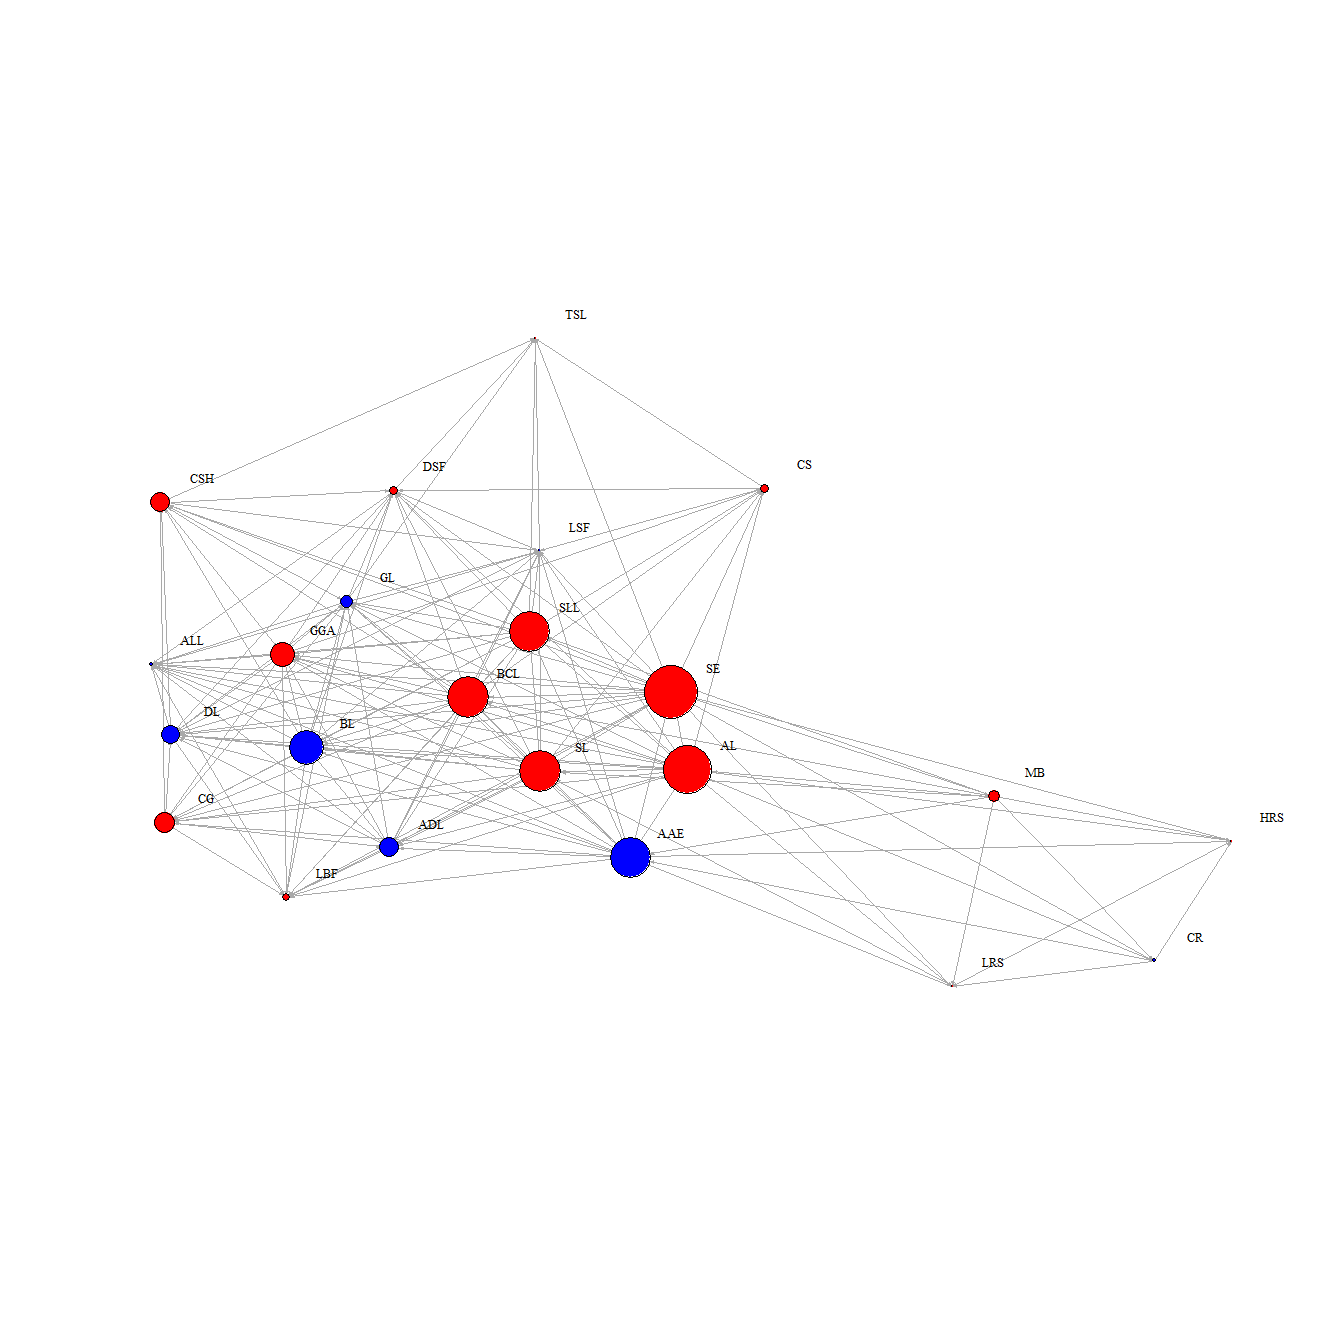 TSL
CS
DSF
CSH
LSF
GL
SLL
GGA
ALL
SE
BCL
DL
BL
AL
SL
MB
CG
HRS
ADL
AAE
LBF
CR
LRS